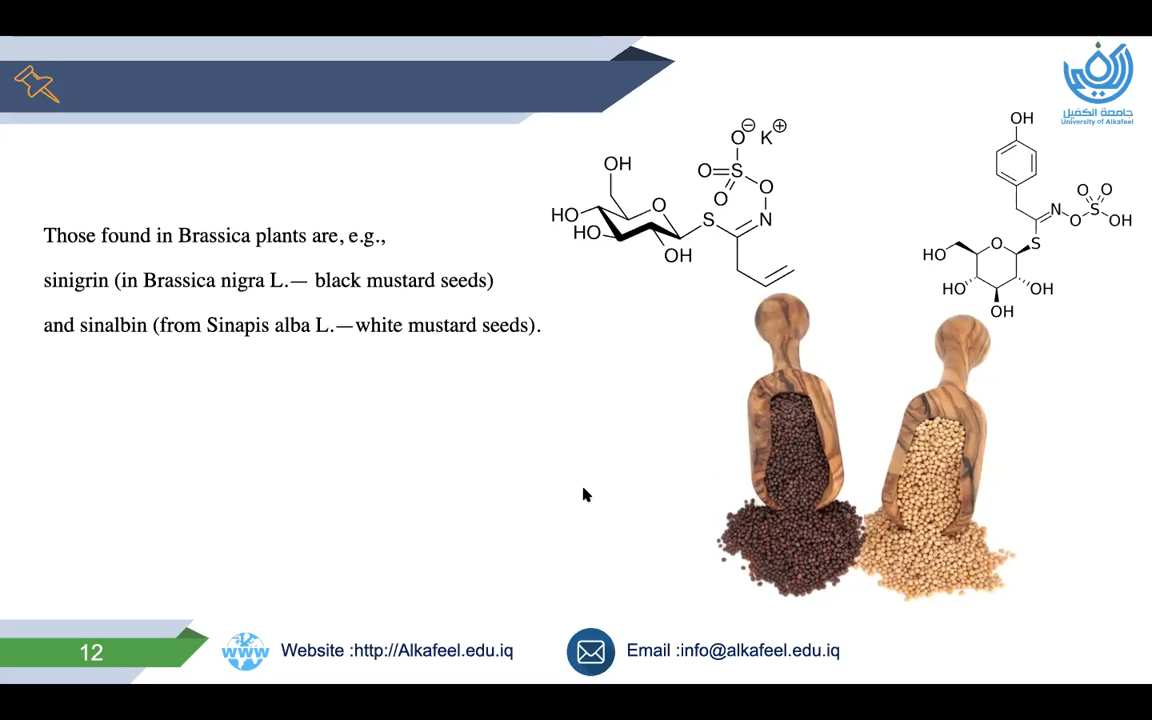 جامعة الكفيل
University of Alkafeel
Those found in Brassica plants are, e.g.,
sinigrin (in Brassica nigra L.— black mustard seeds)
and sinalbin (from Sinapis alba L.—white mustard seeds).
OH
HO
HO
O
OH
S
O
O
S
O
O
K
N
OH
N
O
S
O
O
OH
S
HO
O
HO
OH
OH
12
www
Website :http://Alkafeel.edu.iq
Email :info@alkafeel.edu.iq